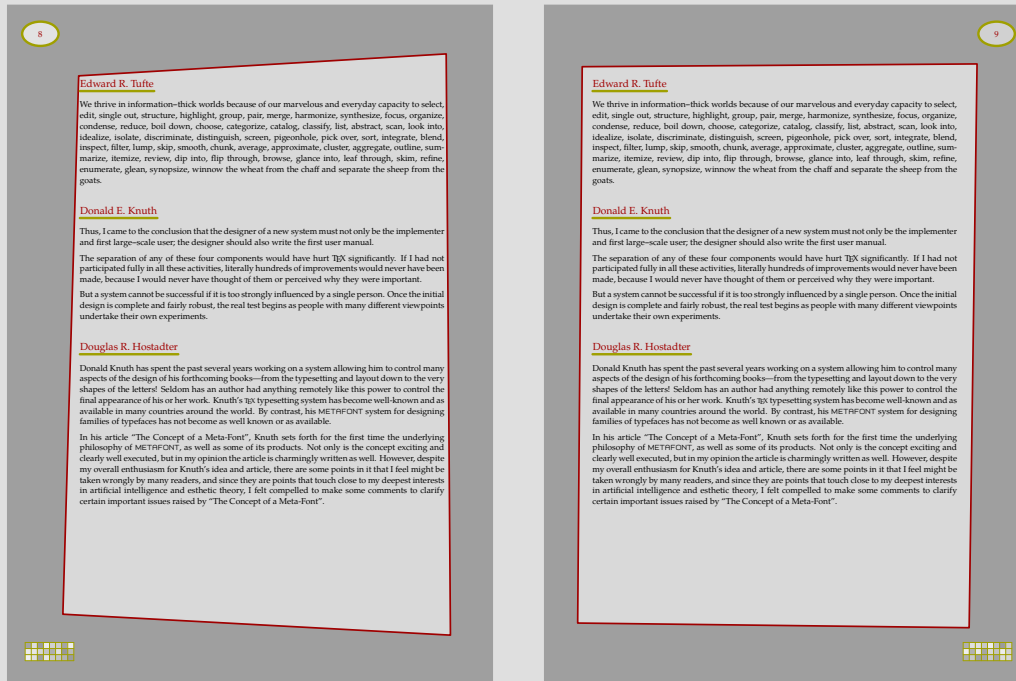 8
Edward R. Tufte
We thrive in information–thick worlds because of our marvelous and everyday capacity to select,
edit, single out, structure, highlight, group, pair, merge, harmonize, synthesize, focus, organize,
condense, reduce, boil down, choose, categorize, catalog, classify, list, abstract, scan, look into,
idealize, isolate, discriminate, distinguish, screen, pigeonhole, pick over, sort, integrate, blend,
inspect, filter, lump, skip, smooth, chunk, average, approximate, cluster, aggregate, outline, sum-
marize, itemize, review, dip into, flip through, browse, glance into, leaf through, skim, refine,
enumerate, glean, synopsize, winnow the wheat from the chaff and separate the sheep from the
goats.
Donald E. Knuth
Thus, I came to the conclusion that the designer of a new system must not only be the implementer
and first large–scale user; the designer should also write the first user manual.
The separation of any of these four components would have hurt TEX significantly. If I had not
participated fully in all these activities, literally hundreds of improvements would never have been
made, because I would never have thought of them or perceived why they were important.
But a system cannot be successful if it is too strongly influenced by a single person. Once the initial
design is complete and fairly robust, the real test begins as people with many different viewpoints
undertake their own experiments.
Douglas R. Hostadter
Donald Knuth has spent the past several years working on a system allowing him to control many
aspects of the design of his forthcoming books—from the typesetting and layout down to the very
shapes of the letters! Seldom has an author had anything remotely like this power to control the
final appearance of his or her work. Knuth's TEX typesetting system has become well-known and as
available in many countries around the world. By contrast, his METAFONT system for designing
families of typefaces has not become as well known or as available.
In his article "The Concept of a Meta-Font", Knuth sets forth for the first time the underlying
philosophy of METAFONT, as well as some of its products. Not only is the concept exciting and
clearly well executed, but in my opinion the article is charmingly written as well. However, despite
my overall enthusiasm for Knuth's idea and article, there are some points in it that I feel might be
taken wrongly by many readers, and since they are points that touch close to my deepest interests
in artificial intelligence and esthetic theory, I felt compelled to make some comments to clarify
certain important issues raised by "The Concept of a Meta-Font".
9
Edward R. Tufte
We thrive in information–thick worlds because of our marvelous and everyday capacity to select,
edit, single out, structure, highlight, group, pair, merge, harmonize, synthesize, focus, organize,
condense, reduce, boil down, choose, categorize, catalog, classify, list, abstract, scan, look into,
idealize, isolate, discriminate, distinguish, screen, pigeonhole, pick over, sort, integrate, blend,
inspect, filter, lump, skip, smooth, chunk, average, approximate, cluster, aggregate, outline, sum-
marize, itemize, review, dip into, flip through, browse, glance into, leaf through, skim, refine,
enumerate, glean, synopsize, winnow the wheat from the chaff and separate the sheep from the
goats.
Donald E. Knuth
Thus, I came to the conclusion that the designer of a new system must not only be the implementer
and first large–scale user; the designer should also write the first user manual.
The separation of any of these four components would have hurt TEX significantly. If I had not
participated fully in all these activities, literally hundreds of improvements would never have been
made, because I would never have thought of them or perceived why they were important.
But a system cannot be successful if it is too strongly influenced by a single person. Once the initial
design is complete and fairly robust, the real test begins as people with many different viewpoints
undertake their own experiments.
Douglas R. Hostadter
Donald Knuth has spent the past several years working on a system allowing him to control many
aspects of the design of his forthcoming books—from the typesetting and layout down to the very
shapes of the letters! Seldom has an author had anything remotely like this power to control the
final appearance of his or her work. Knuth's TEX typesetting system has become well-known and as
available in many countries around the world. By contrast, his METAFONT system for designing
families of typefaces has not become as well known or as available.
In his article "The Concept of a Meta-Font", Knuth sets forth for the first time the underlying
philosophy of METAFONT, as well as some of its products. Not only is the concept exciting and
clearly well executed, but in my opinion the article is charmingly written as well. However, despite
my overall enthusiasm for Knuth's idea and article, there are some points in it that I feel might be
taken wrongly by many readers, and since they are points that touch close to my deepest interests
in artificial intelligence and esthetic theory, I felt compelled to make some comments to clarify
certain important issues raised by "The Concept of a Meta-Font".